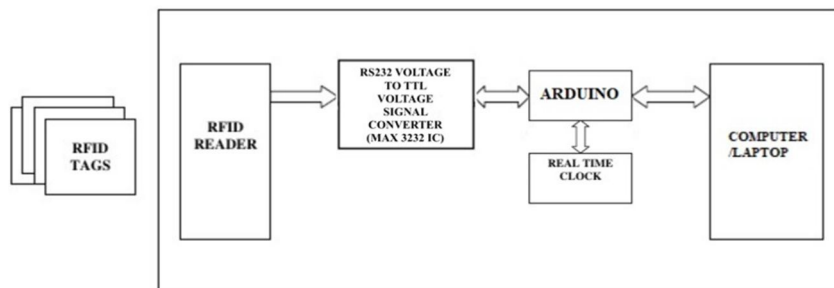 RFID
TAGS
RFID
READER
RS232 VOLTAGE
TO TTL
VOLTAGE
SIGNAL
CONVERTER
(MAX 3232 IC)
ARDUINO
REAL TIME
CLOCK
COMPUTER
/LAPTOP